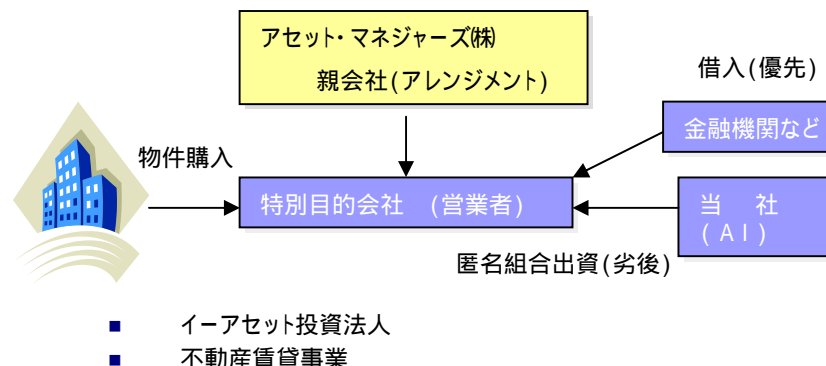 アセット・マネジャーズ㈱
親会社(アレンジメント)
借入(優先)
金融機関など
物件購入
特別目的会社 (営業者)
当 社
(AI)
匿名組合出資(劣後)
■ イーアセット投資法人
■ 不動産賃貸事業